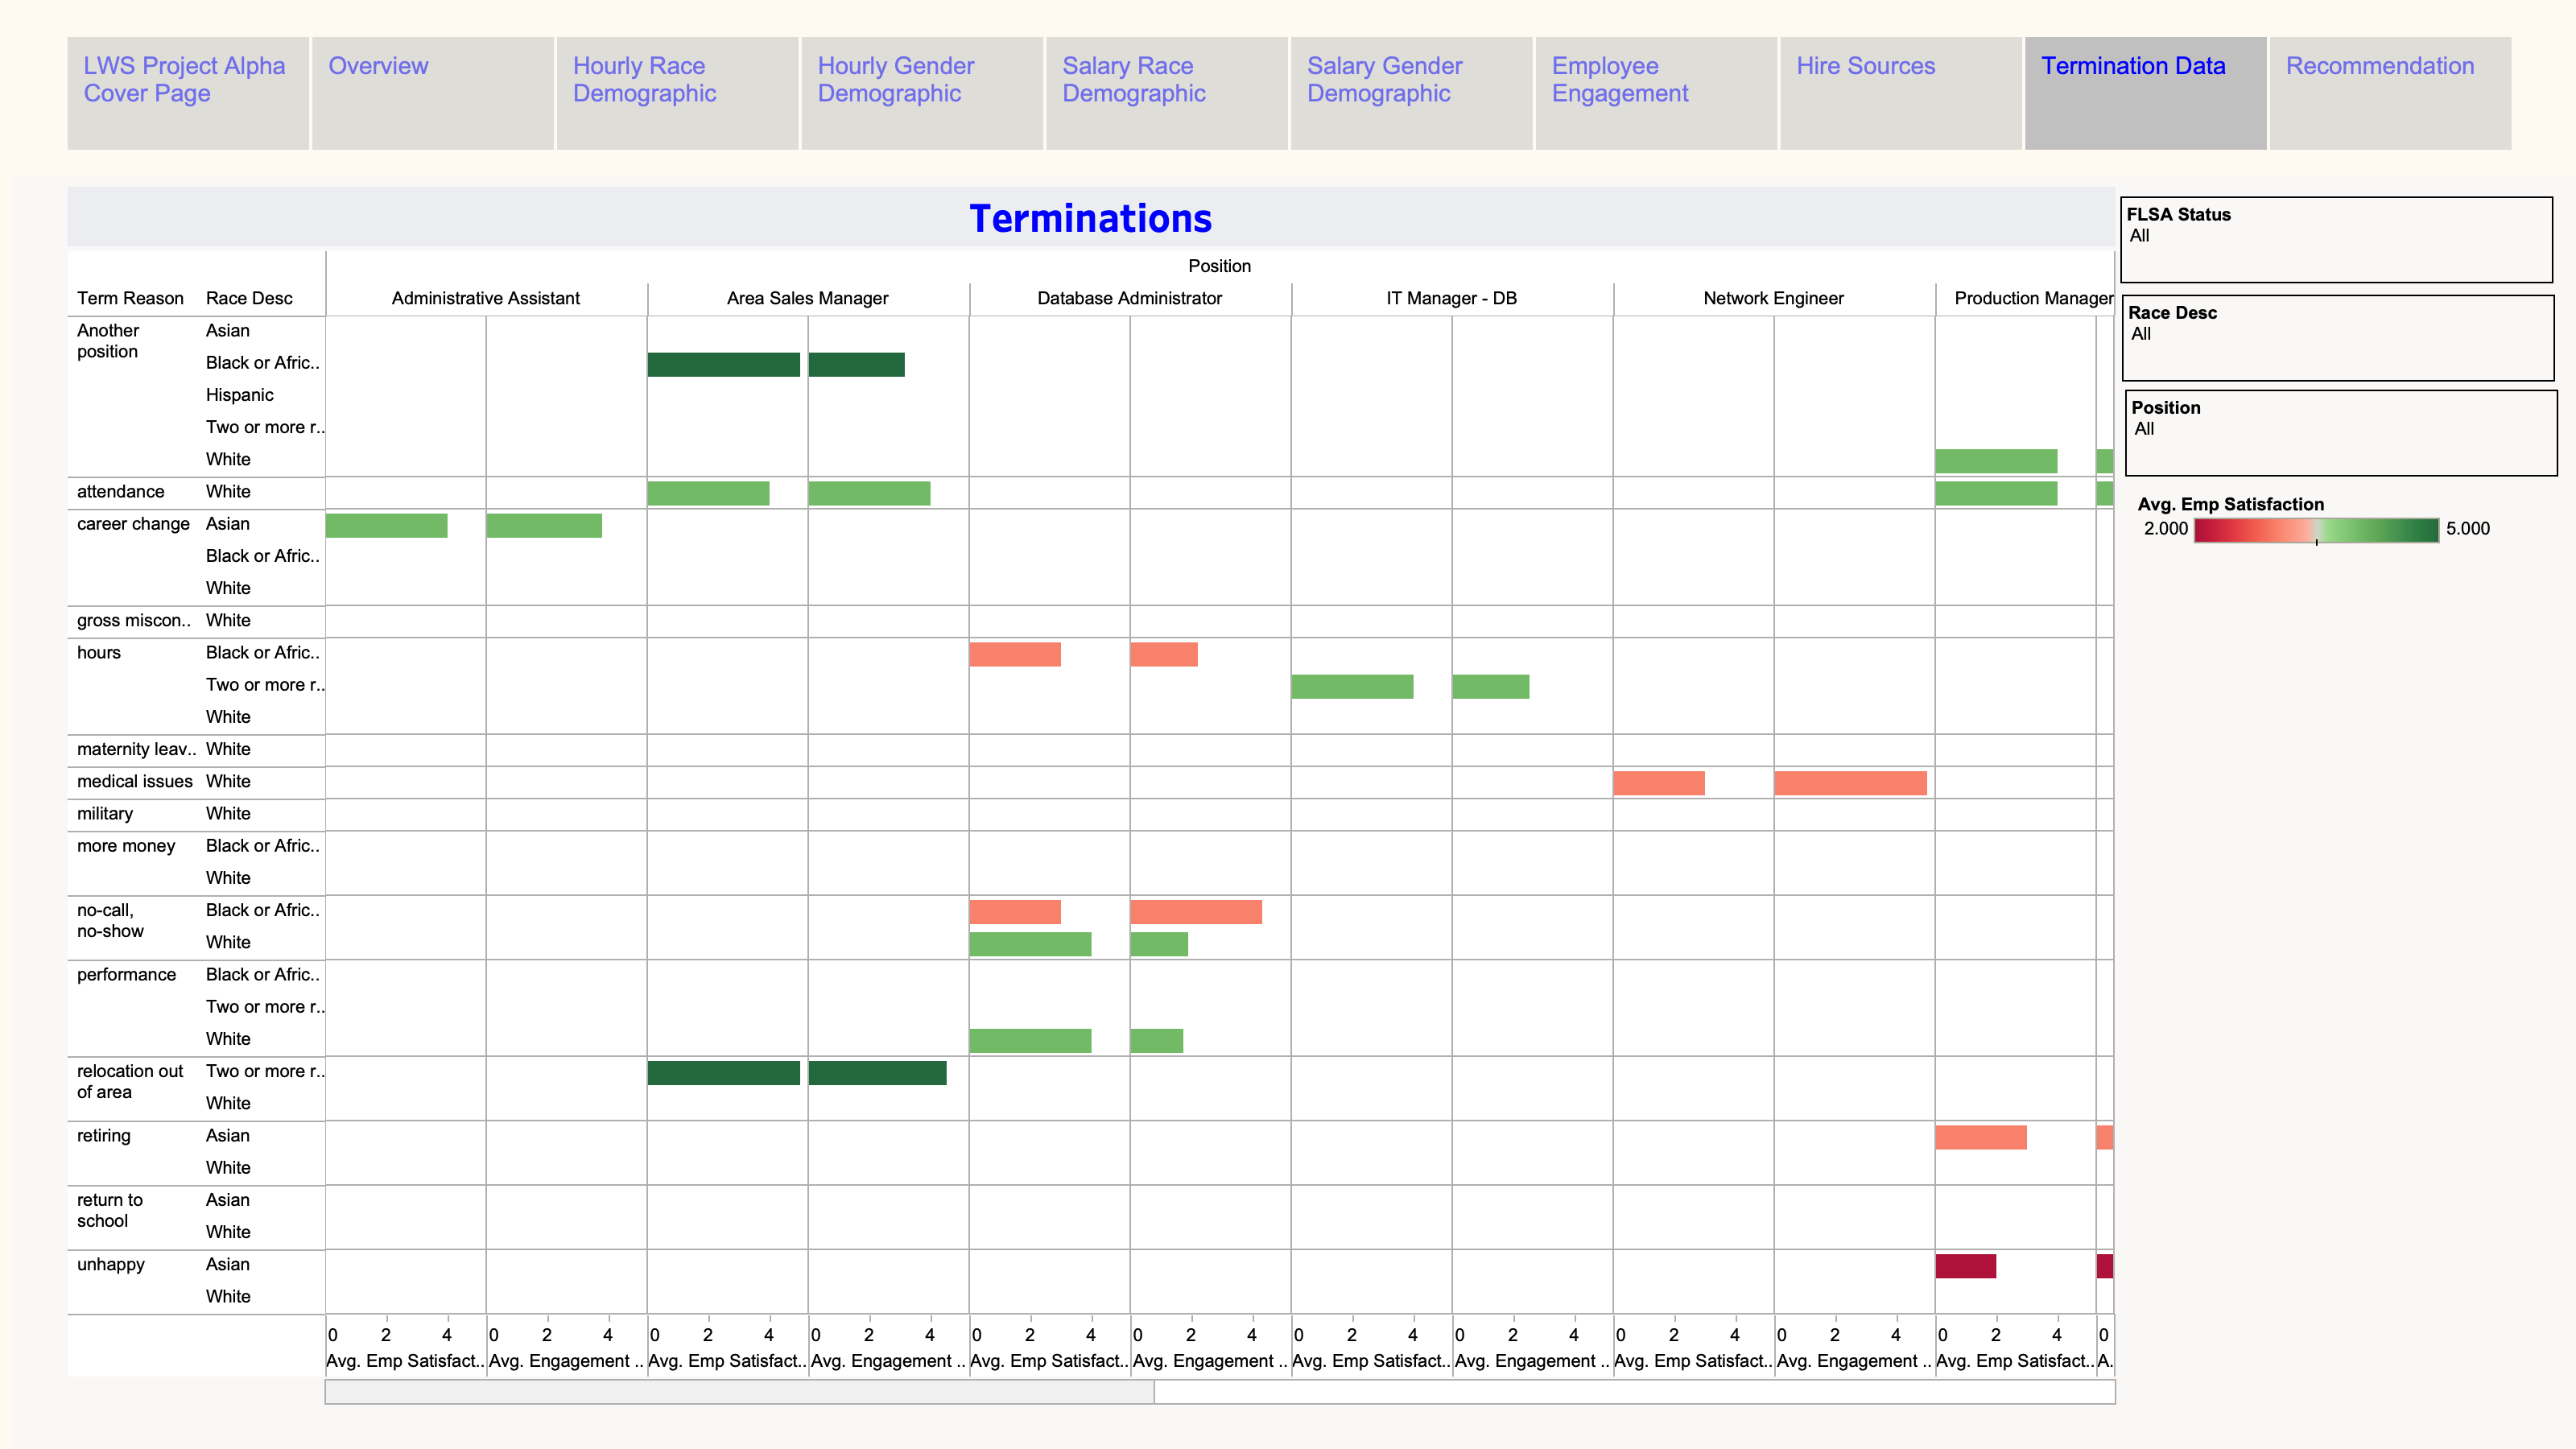 LWS Project Alpha
Cover Page
Overview
Hourly Race
Demographic
Hourly Gender
Demographic
Salary Race
Demographic
Salary Gender
Demographic
Employee
Engagement
Hire Sources
Termination Data
Recommendation
Terminations
FLSA Status
All
Race Desc
All
Position
All
Avg. Emp Satisfaction
2.000 5.000
Position
Term Reason Race Desc Administrative Assistant Area Sales Manager Database Administrator IT Manager - DB Network Engineer Production Manager
Another
position
Asian
Black or Afric..
Hispanic
Two or more r..
White
attendance White
career change Asian
Black or Afric..
White
gross miscon.. White
hours Black or Afric..
Two or more r..
White
maternity leav.. White
medical issues White
military White
more money Black or Afric..
White
no-call,
no-show
Black or Afric..
White
performance Black or Afric..
Two or more r..
White
relocation out
of area
Two or more r..
White
retiring Asian
White
return to
school
Asian
White
unhappy Asian
White
0 2 4 0 2 4 0 2 4 0 2 4 0 2 4 0 2 4 0 2 4 0 2 4 0 2 4 0 2 4 0 2 4 0
Avg. Emp Satisfact.. Avg. Engagement .. Avg. Emp Satisfact.. Avg. Engagement .. Avg. Emp Satisfact.. Avg. Engagement .. Avg. Emp Satisfact.. Avg. Engagement .. Avg. Emp Satisfact.. Avg. Engagement .. Avg. Emp Satisfact.. A.